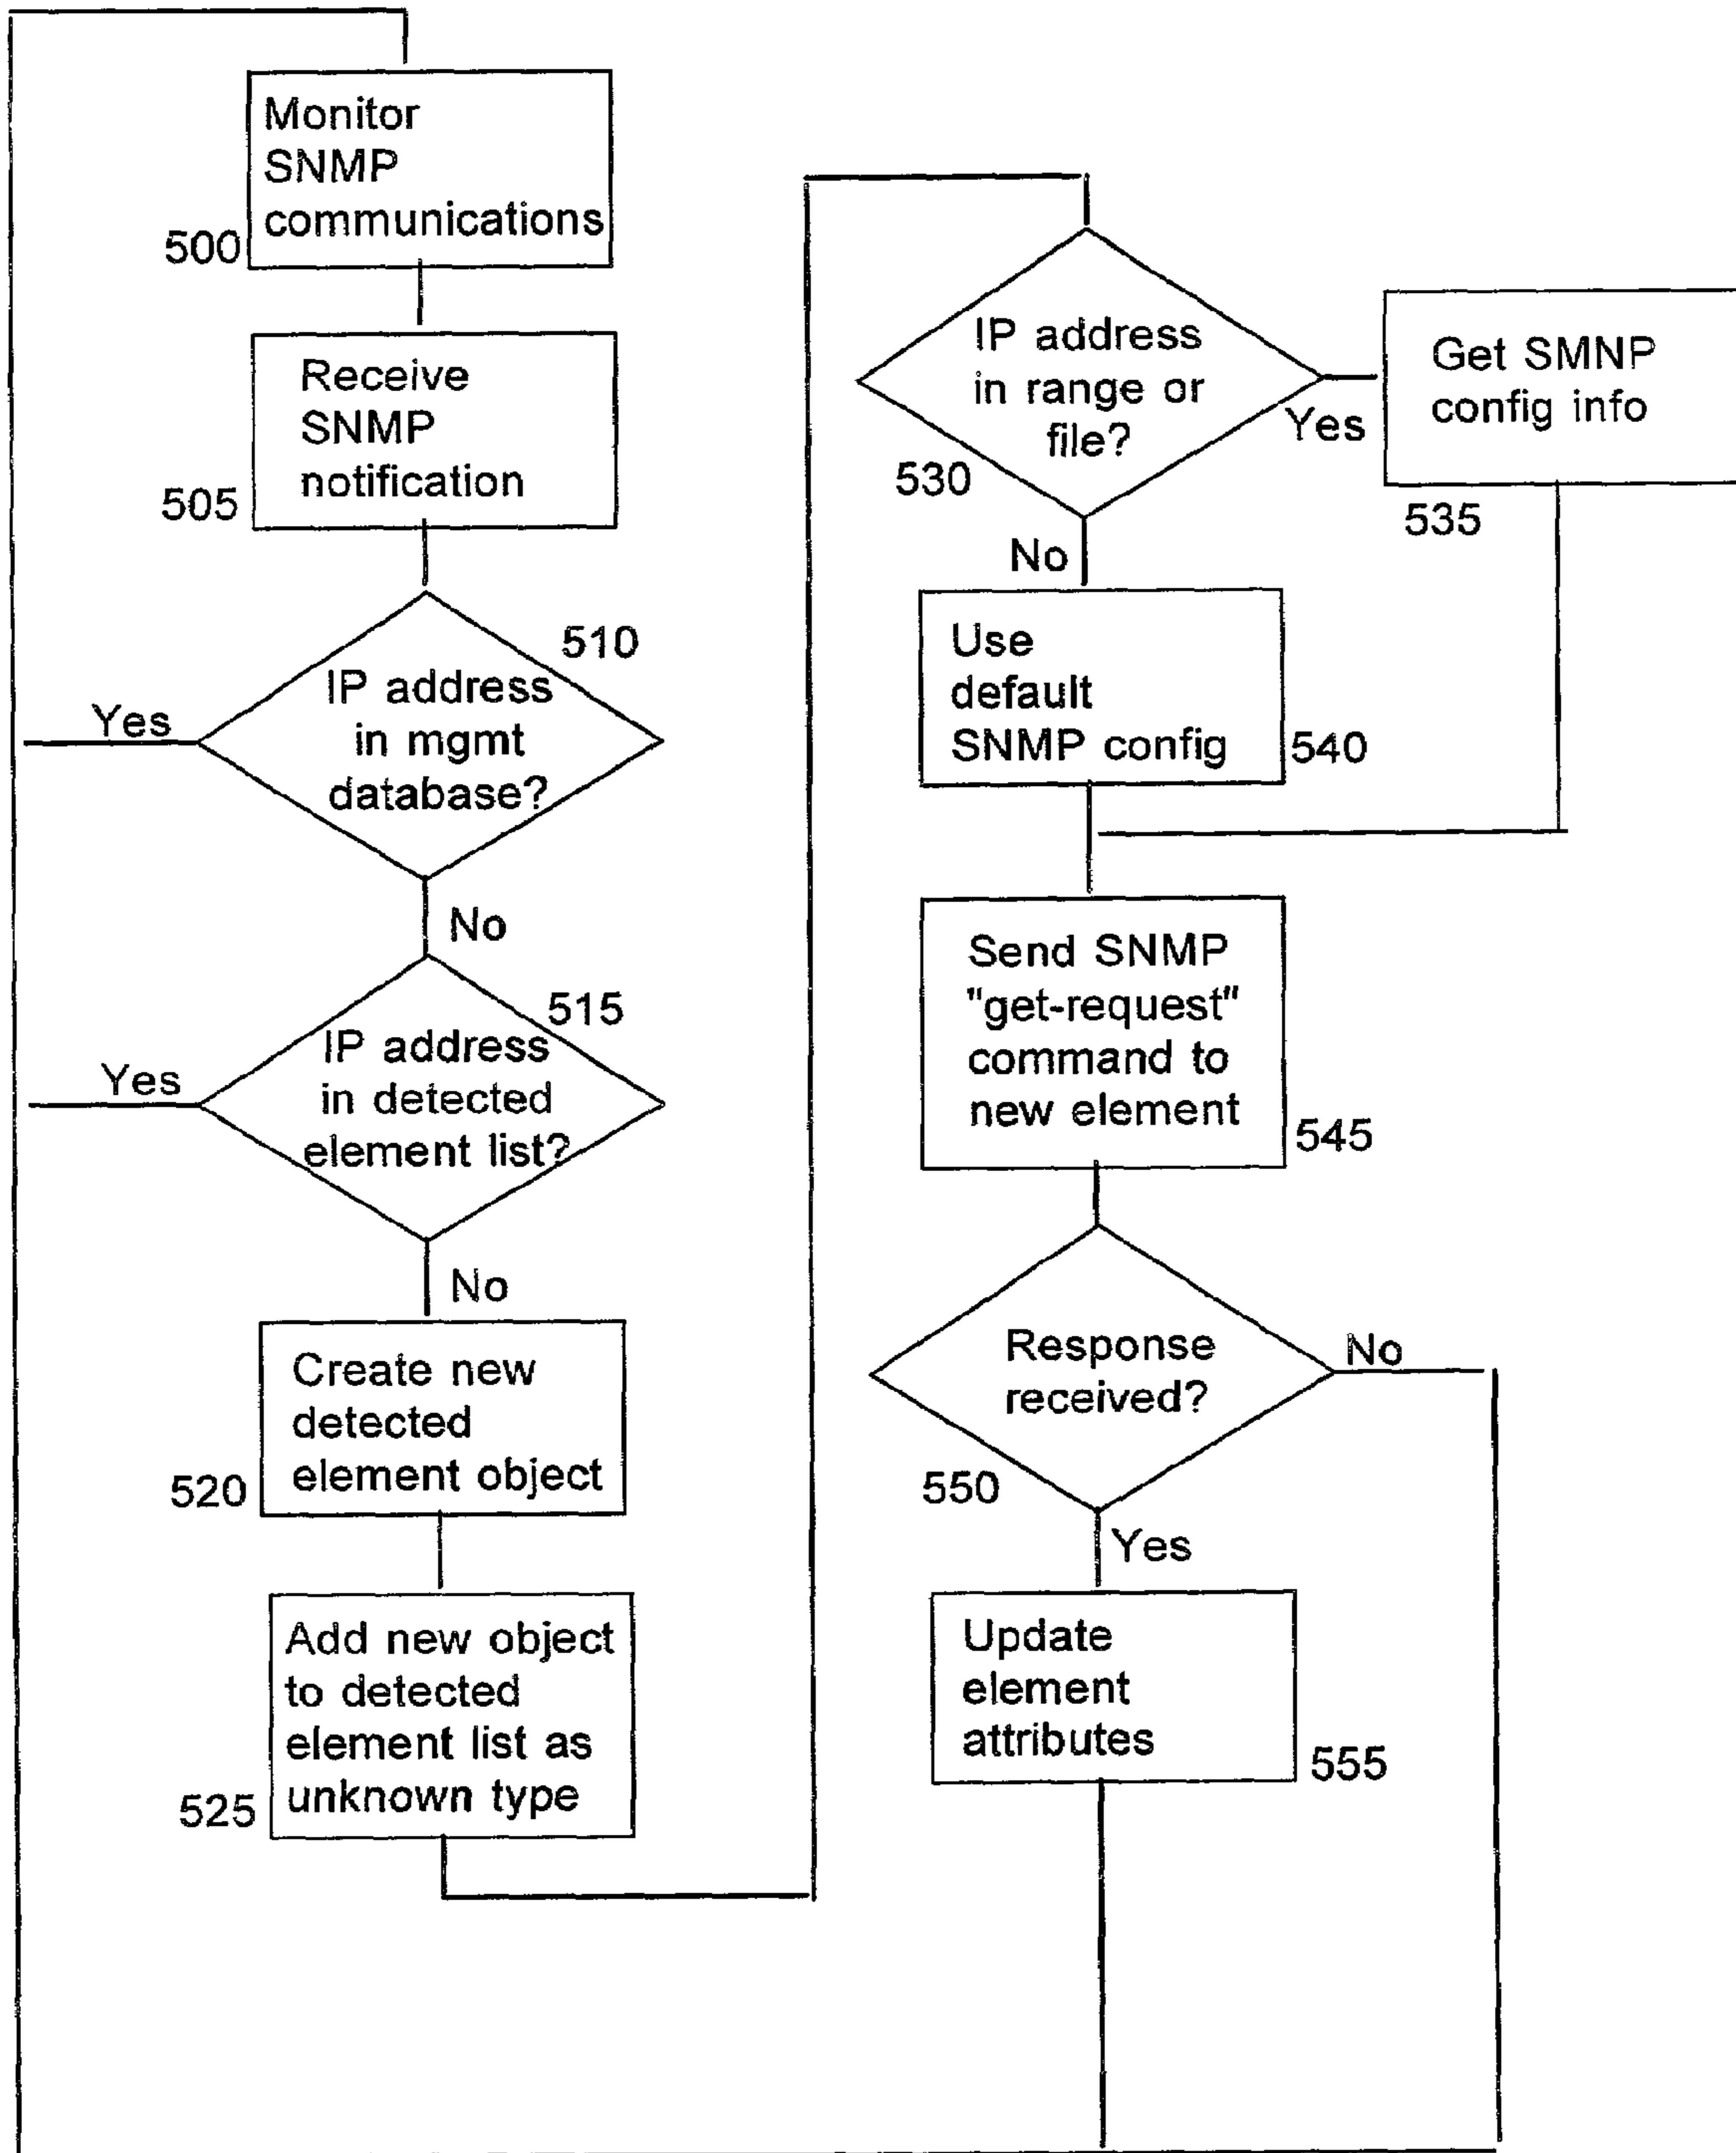 Monitor
SNMP
communications
500
Receive
SNMP
notification
505
510
IP address
in mgmt
database?
Yes
No
515
IP address
in detected
element list?
Yes
No
Create new
detected
element object
520
Add new object
to detected
element list as
unknown type
525
IP address
in range or
file?
530
Yes
No
Get SMNP
config info
535
Use
default
SNMP config
540
Send SNMP
"get-request"
command to
new element
545
Response
received?
No
550
Yes
Update
element
attributes
555